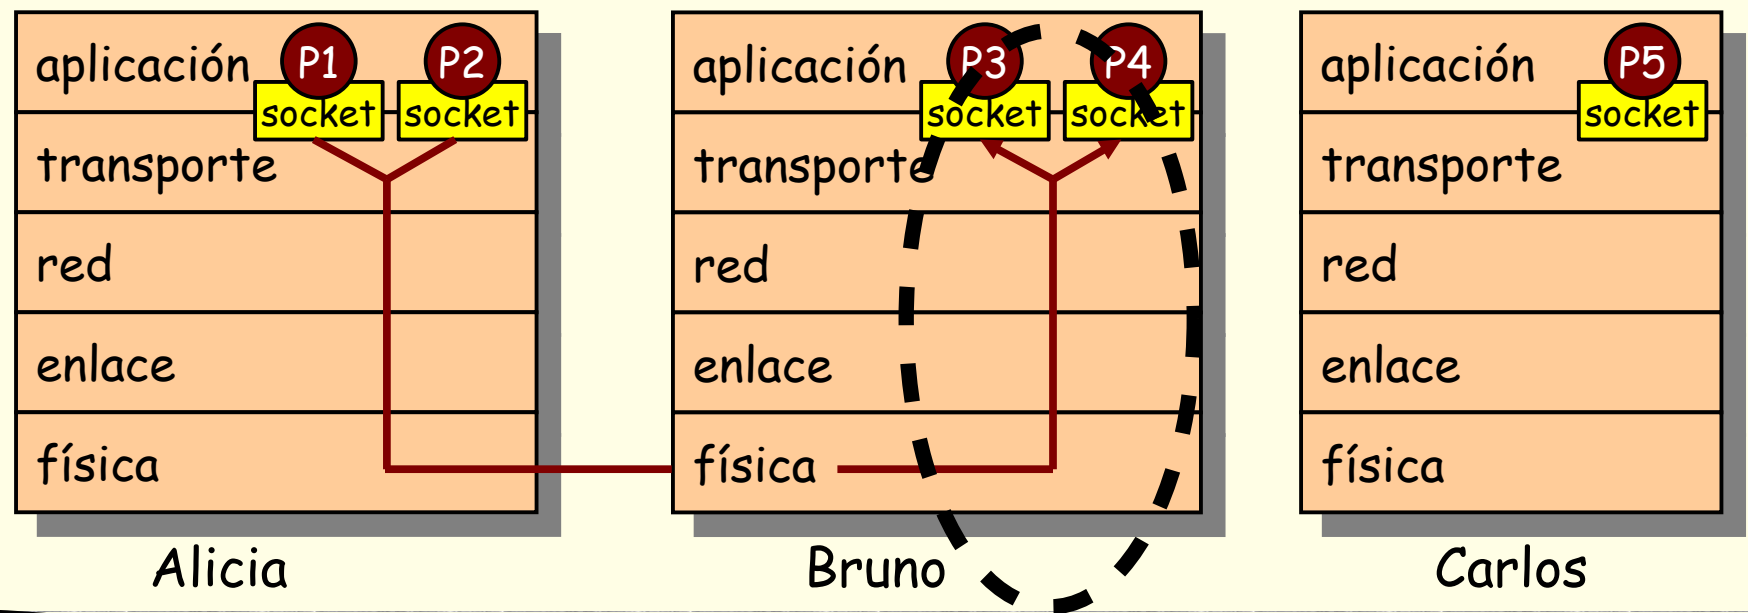 aplicación P1 P2
socket socket
transporte
red
enlace
física
Alicia
aplicación P3 P4
socket socket
transporte
red
enlace
física
Bruno
aplicación P5
socket
transporte
red
enlace
física
Carlos